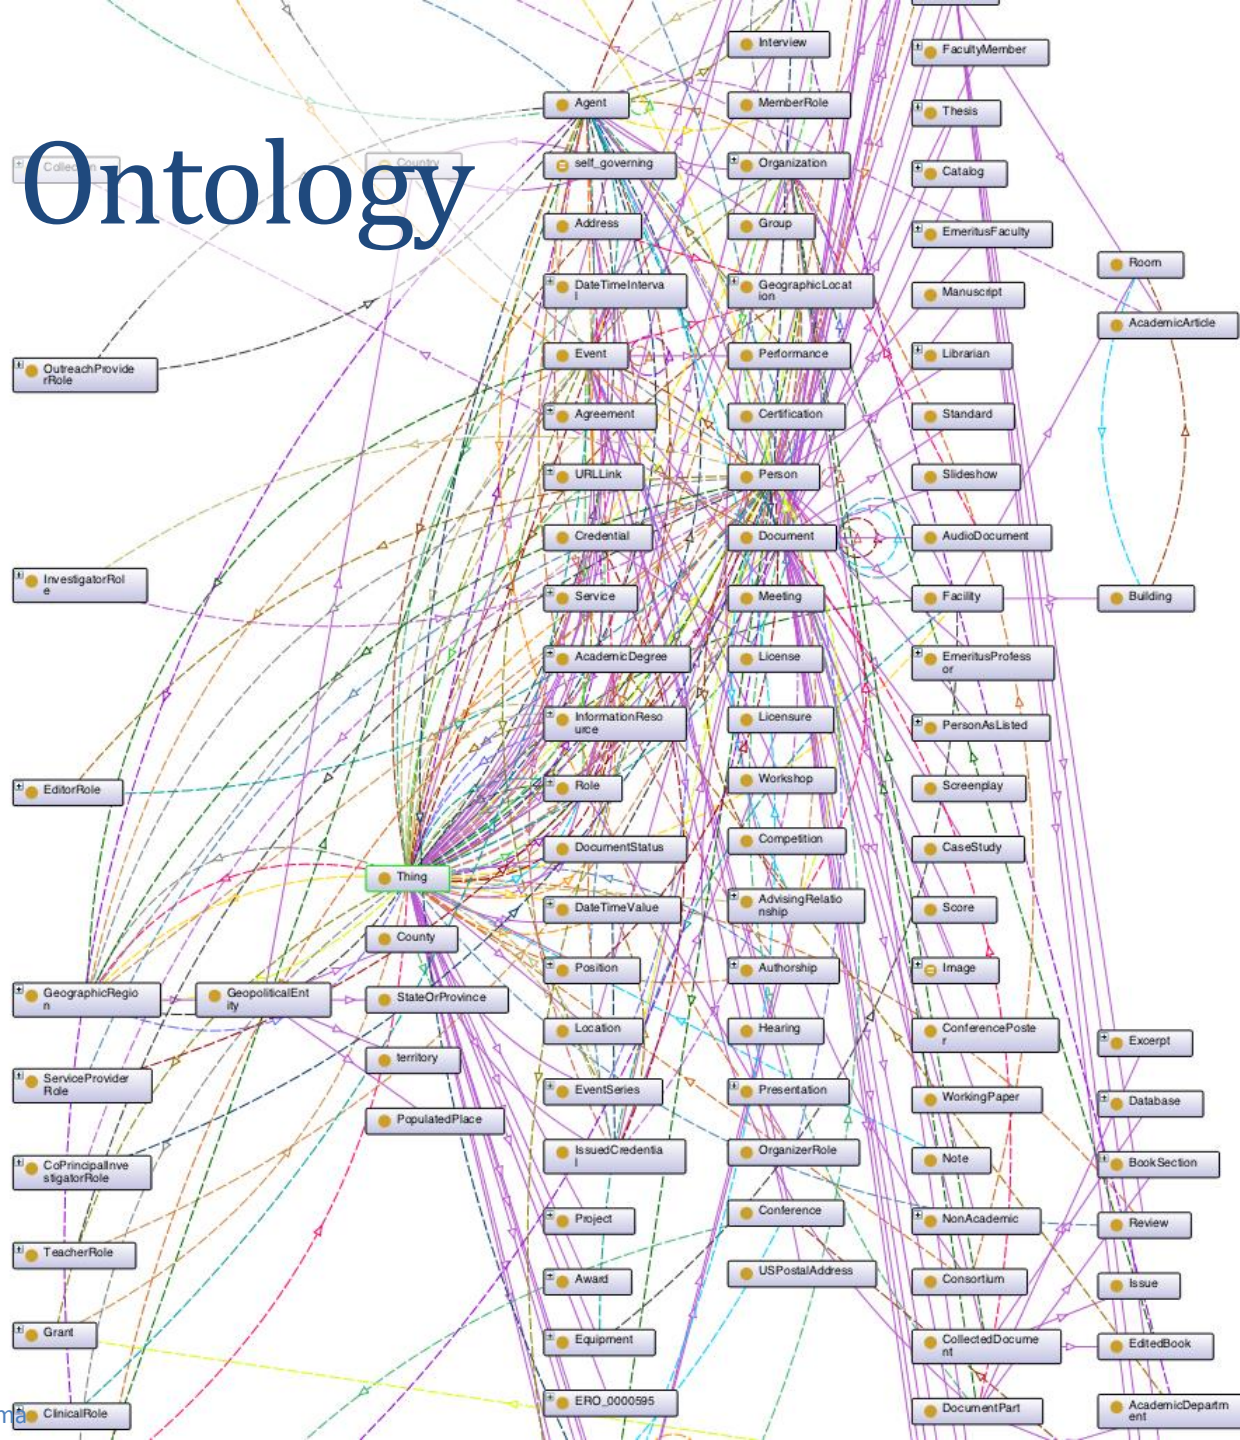 Ontology
Collection
Country
OutreachProvide
rRole
InvestigatorRol
e
EditorRole
GeographicRegio
n
GeopoliticalEnt
ity
ServiceProvider
Role
CoPrincipalInve
stigatorRole
TeacherRole
Grant
ClinicalRole
ma
Thing
County
StateOrProvince
territory
PopulatedPlace
Agent
self_governing
Address
DateTimeInterva
l
Event
Agreement
URLLink
Credential
Service
AcademicDegree
InformationReso
urce
Role
DocumentStatus
DateTimeValue
Position
Location
EventSeries
IssuedCredentia
l
Project
Award
Equipment
ERO_0000595
Interview
MemberRole
Organization
Group
GeographicLocat
ion
Performance
Certification
Person
Document
Meeting
License
Licensure
Workshop
Competition
AdvisingRelatio
nship
Authorship
Hearing
Presentation
OrganizerRole
Conference
USPostalAddress
FacultyMember
Thesis
Catalog
EmeritusFaculty
Manuscript
Librarian
Standard
Slideshow
AudioDocument
Facility
EmeritusProfess
or
PersonAsListed
Screenplay
CaseStudy
Score
Image
ConferencePoste
r
WorkingPaper
Note
NonAcademic
Consortium
CollectedDocume
nt
DocumentPart
Room
AcademicArticle
Building
Excerpt
Database
BookSection
Review
Issue
EditedBook
AcademicDepartm
ent